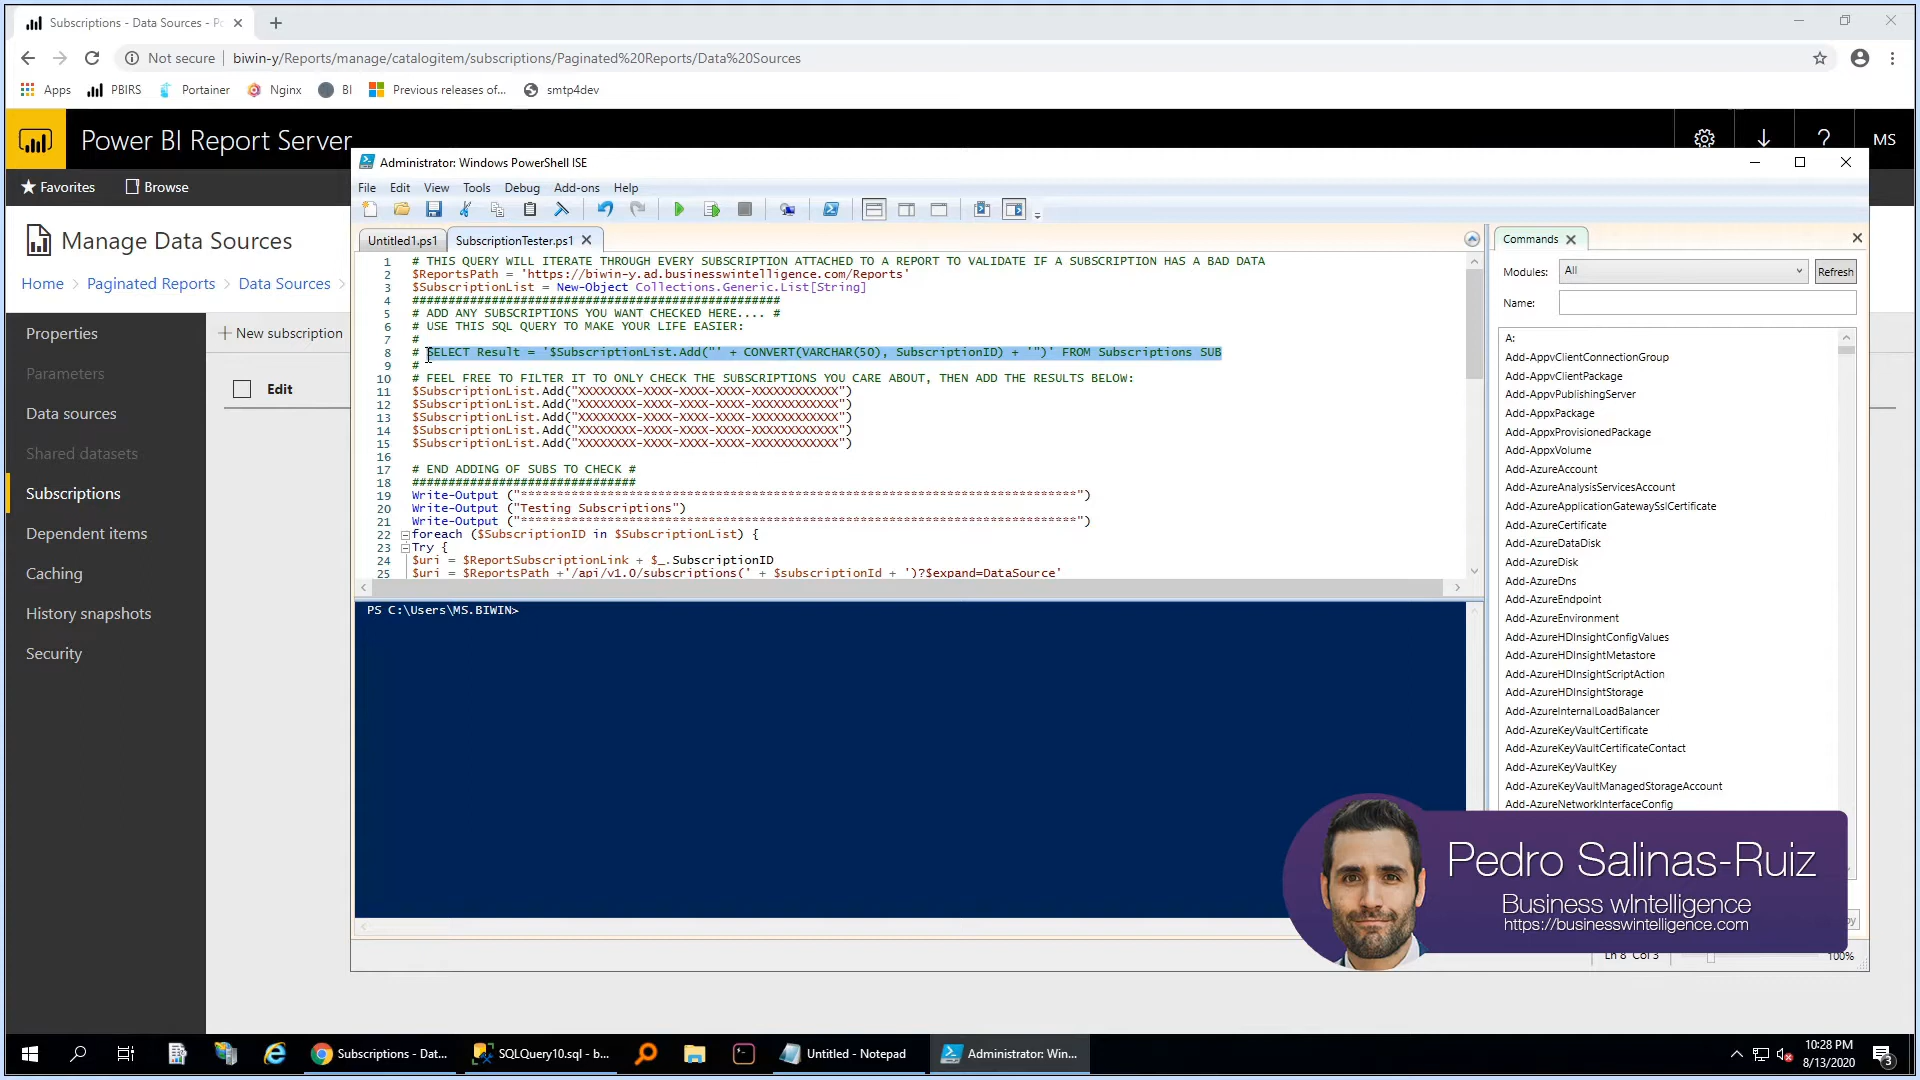 Subscriptions - Data Sources - P
Not secure
biwin-y/Reports/manage/catalogitem/subscriptions/Paginated%20Reports/Data%20Sources
Apps
PBIRS
Portainer
Nginx
BI
Previous releases of...
smtp4dev
Power BI Report Server
MS
Favorites
Browse
Manage Data Sources
Home > Paginated Reports > Data Sources >
Properties
Parameters
Data sources
Shared datasets
Subscriptions
Dependent items
Caching
History snapshots
Security
New subscription
Edit
Administrator: Windows PowerShell ISE
File Edit View Tools Debug Add-ons Help
Untitled1.ps1
SubscriptionTester.ps1
1 # THIS QUERY WILL ITERATE THROUGH EVERY SUBSCRIPTION ATTACHED TO A REPORT TO VALIDATE IF A SUBSCRIPTION HAS A BAD DATA
2 $ReportsPath = 'https://biwin-y.ad.businesswintelligence.com/Reports'
3 $SubscriptionList = New-Object Collections.Generic.List[String]
4 ###################################################
5 # ADD ANY SUBSCRIPTIONS YOU WANT CHECKED HERE.... #
6 # USE THIS SQL QUERY TO MAKE YOUR LIFE EASIER:
7 #
8 # SELECT Result = '$SubscriptionList.Add("' + CONVERT(VARCHAR(50), SubscriptionID) + '")' FROM Subscriptions SUB
9 #
10 # FEEL FREE TO FILTER IT TO ONLY CHECK THE SUBSCRIPTIONS YOU CARE ABOUT, THEN ADD THE RESULTS BELOW:
11 $SubscriptionList.Add("XXXXXXXX-XXXX-XXXX-XXXX-XXXXXXXXXXXX")
12 $SubscriptionList.Add("XXXXXXXX-XXXX-XXXX-XXXX-XXXXXXXXXXXX")
13 $SubscriptionList.Add("XXXXXXXX-XXXX-XXXX-XXXX-XXXXXXXXXXXX")
14 $SubscriptionList.Add("XXXXXXXX-XXXX-XXXX-XXXX-XXXXXXXXXXXX")
15 $SubscriptionList.Add("XXXXXXXX-XXXX-XXXX-XXXX-XXXXXXXXXXXX")
16
17 # END ADDING OF SUBS TO CHECK #
18 ###############################
19 Write-Output ("*****************************************************************************")
20 Write-Output ("Testing Subscriptions")
21 Write-Output ("*****************************************************************************")
22 foreach ($SubscriptionID in $SubscriptionList) {
23 Try {
24 $uri = $ReportSubscriptionLink + $_.SubscriptionID
25 $uri = $ReportsPath +'/api/v1.0/subscriptions(' + $subscriptionId + ')?$expand=DataSource'
PS C:\Users\MS.BIWIN>
Commands
Modules: All
Refresh
Name:
A:
Add-AppvClientConnectionGroup
Add-AppvClientPackage
Add-AppvPublishingServer
Add-AppxPackage
Add-AppxProvisionedPackage
Add-AppxVolume
Add-AzureAccount
Add-AzureAnalysisServicesAccount
Add-AzureApplicationGatewaySslCertificate
Add-AzureCertificate
Add-AzureDataDisk
Add-AzureDisk
Add-AzureDns
Add-AzureEndpoint
Add-AzureEnvironment
Add-AzureHDInsightConfigValues
Add-AzureHDInsightMetastore
Add-AzureHDInsightScriptAction
Add-AzureHDInsightStorage
Add-AzureInternalLoadBalancer
Add-AzureKeyVaultCertificate
Add-AzureKeyVaultCertificateContact
Add-AzureKeyVaultKey
Add-AzureKeyVaultManagedStorageAccount
Add-AzureNetworkInterfaceConfig
Pedro Salinas-Ruiz
Business wIntelligence
https://businesswintelligence.com
Ln 8 Col 3
100%
Subscriptions - Dat...
SQLQuery10.sql - b...
Untitled - Notepad
Administrator: Win...
10:28 PM
8/13/2020
3